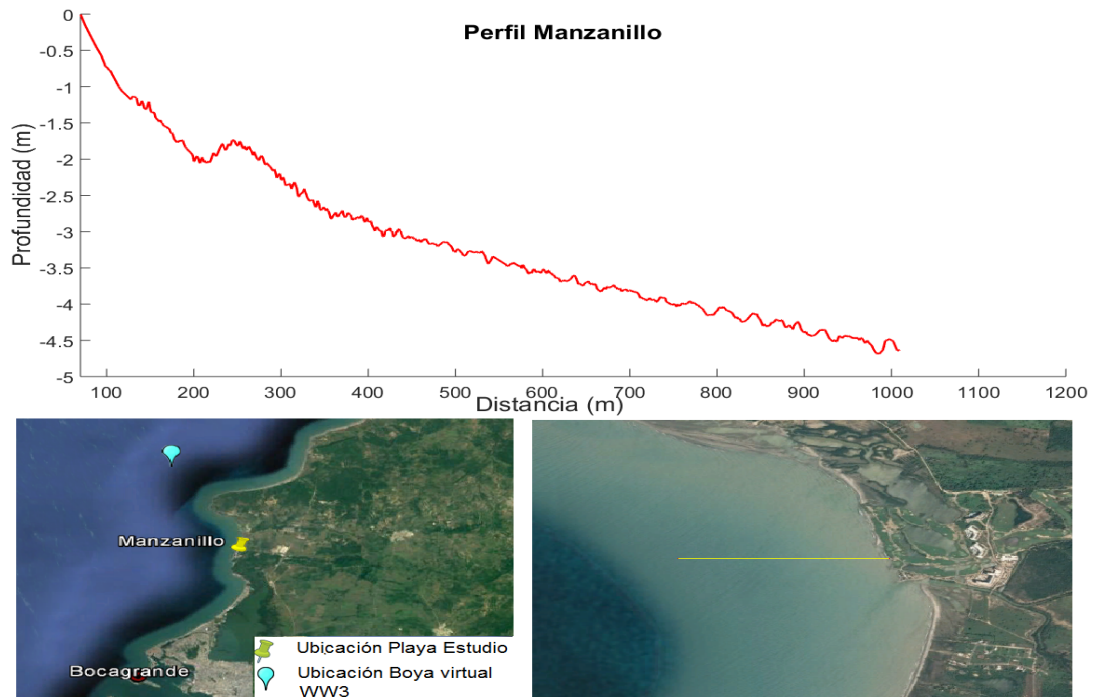 Perfil Manzanillo
Profundidad (m)
0
-0.5
-1
-1.5
-2
-2.5
-3
-3.5
-4
-4.5
-5
100 200 300 400 500 600 700 800 900 1000 1100 1200
Distancia (m)
Manzanillo
Bocagrande
Ubicación Playa Estudio
Ubicación Boya virtual
WW3